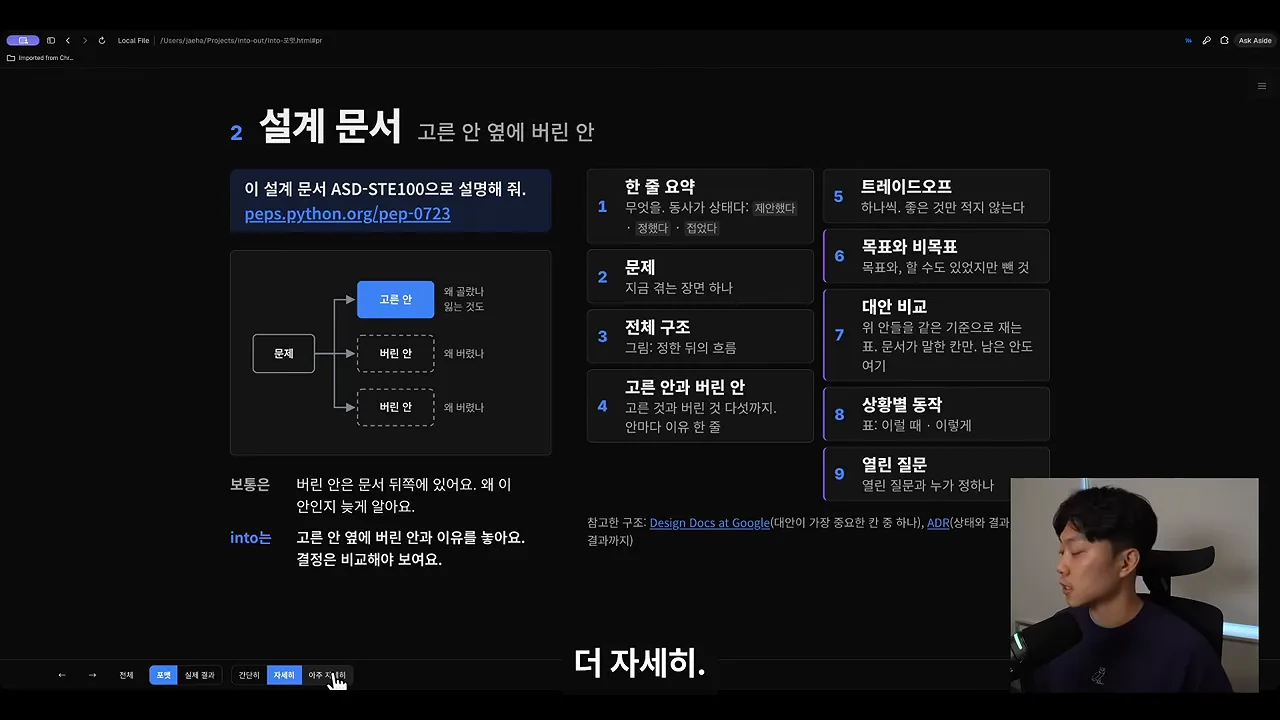 Local File
/Users/jaeha/Projects/into-out/into-포맷.html#pr
Ask Aside
Imported from Chr...
2 설계 문서 고른 안 옆에 버린 안
이 설계 문서 ASD-STE100으로 설명해 줘.
peps.python.org/pep-0723
문제
고른 안
왜 골랐나
잃는 것도
버린 안
왜 버렸나
버린 안
왜 버렸나
보통은
버린 안은 문서 뒤쪽에 있어요. 왜 이
안인지 늦게 알아요.
into는
고른 안 옆에 버린 안과 이유를 놓아요.
결정은 비교해야 보여요.
1
한 줄 요약
무엇을. 동사가 상태다: 제안했다
· 정했다 · 접었다
2
문제
지금 겪는 장면 하나
3
전체 구조
그림: 정한 뒤의 흐름
4
고른 안과 버린 안
고른 것과 버린 것 다섯까지.
안마다 이유 한 줄
5
트레이드오프
하나씩. 좋은 것만 적지 않는다
6
목표와 비목표
목표와, 할 수도 있었지만 뺀 것
7
대안 비교
위 안들을 같은 기준으로 재는
표. 문서가 말한 칸만. 남은 안도
여기
8
상황별 동작
표: 이럴 때 · 이렇게
9
열린 질문
열린 질문과 누가 정하나
참고한 구조: Design Docs at Google(대안이 가장 중요한 칸 중 하나), ADR(상태와 결과
결과까지)
더 자세히.
← → 전체 포맷 실제 결과 간단히 자세히 아주